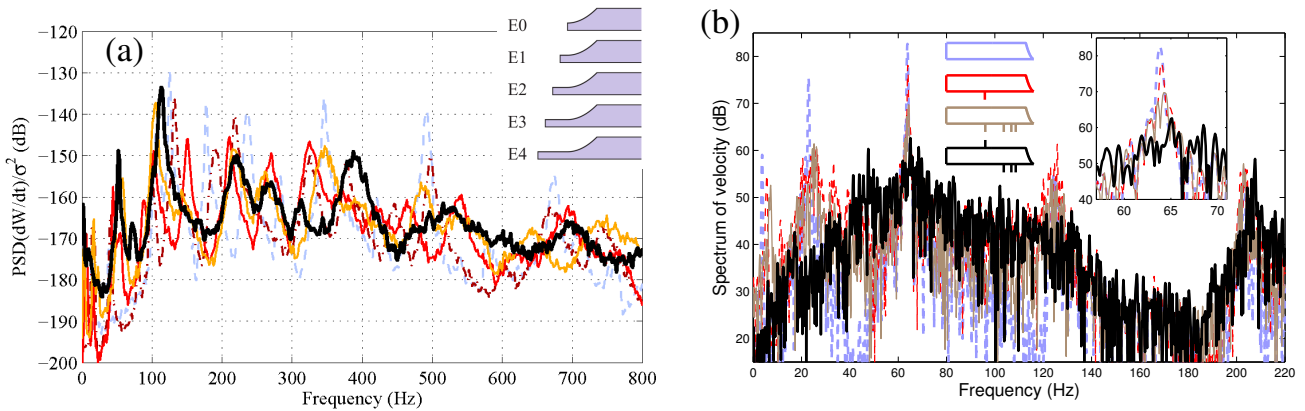 (a)
PSD(dW/dt)/σ² (dB)
−120
−130
−140
−150
−160
−170
−180
−190
−200
0 100 200 300 400 500 600 700 800
Frequency (Hz)
E0
E1
E2
E3
E4
(b)
Spectrum of velocity (dB)
80
70
60
50
40
30
20
0 20 40 60 80 100 120 140 160 180 200 220
Frequency (Hz)
90
80
70
60
50
40
60 65 70